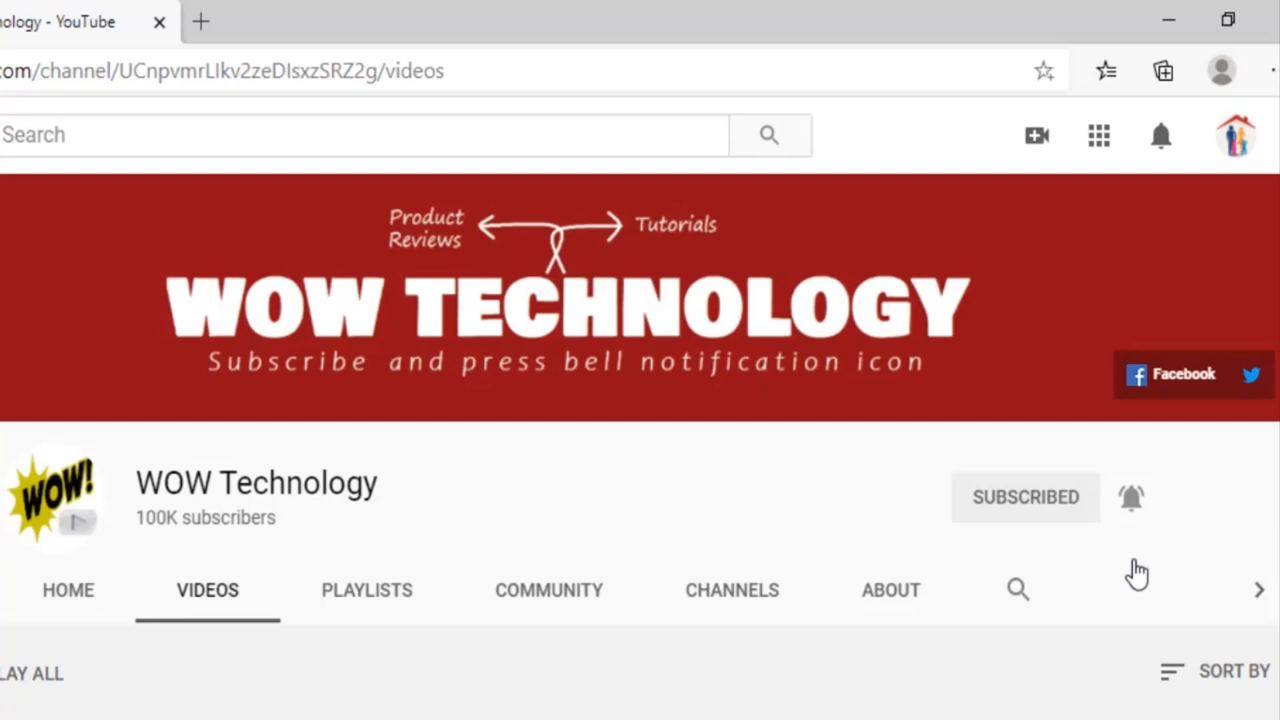 nology - YouTube
com/channel/UCnpvmrLIkv2zeDIsxzSRZ2g/videos
Search
Product
Reviews
Tutorials
WOW TECHNOLOGY
Subscribe and press bell notification icon
Facebook
WOW!
WOW Technology
100K subscribers
SUBSCRIBED
HOME VIDEOS PLAYLISTS COMMUNITY CHANNELS ABOUT
LAY ALL
SORT BY